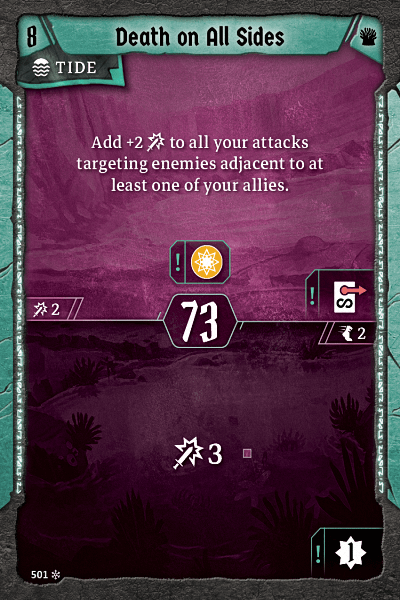 8
Death on All Sides
TIDE
Add +2 to all your attacks
targeting enemies adjacent to at
least one of your allies.
!
!
S
2
73
2
3
!
1
501